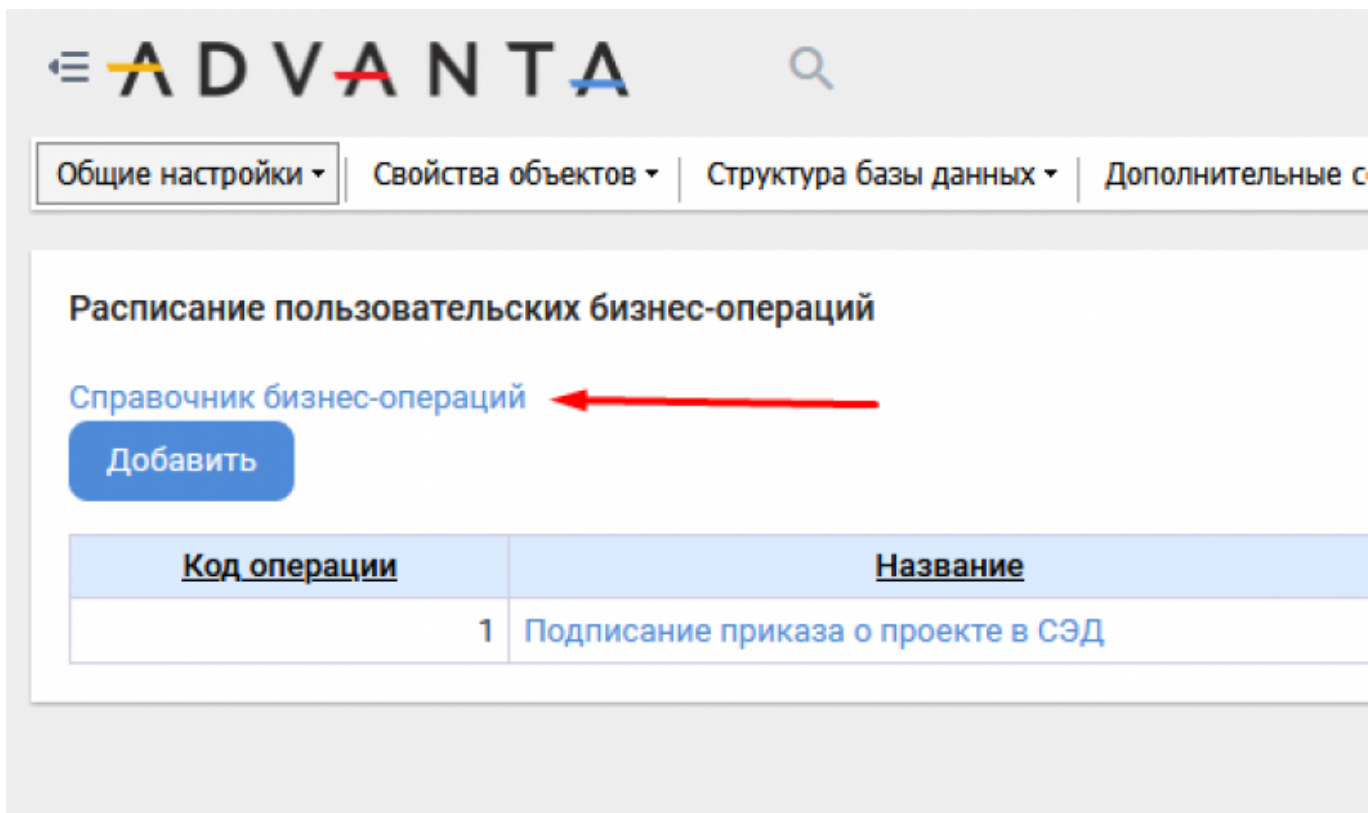 ADVANTA
Общие настройки Свойства объектов Структура базы данных Дополнительные
Расписание пользовательских бизнес-операций
Справочник бизнес-операций
Добавить
Код операции Название
1 Подписание приказа о проекте в СЭД